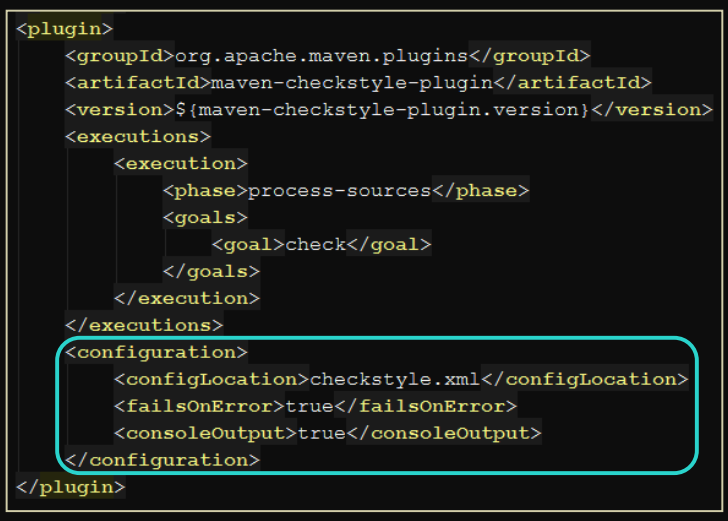 <plugin>
<groupId>org.apache.maven.plugins</groupId>
<artifactId>maven-checkstyle-plugin</artifactId>
<version>${maven-checkstyle-plugin.version}</version>
<executions>
<execution>
<phase>process-sources</phase>
<goals>
<goal>check</goal>
</goals>
</execution>
</executions>
<configuration>
<configLocation>checkstyle.xml</configLocation>
<failsOnError>true</failsOnError>
<consoleOutput>true</consoleOutput>
</configuration>
</plugin>